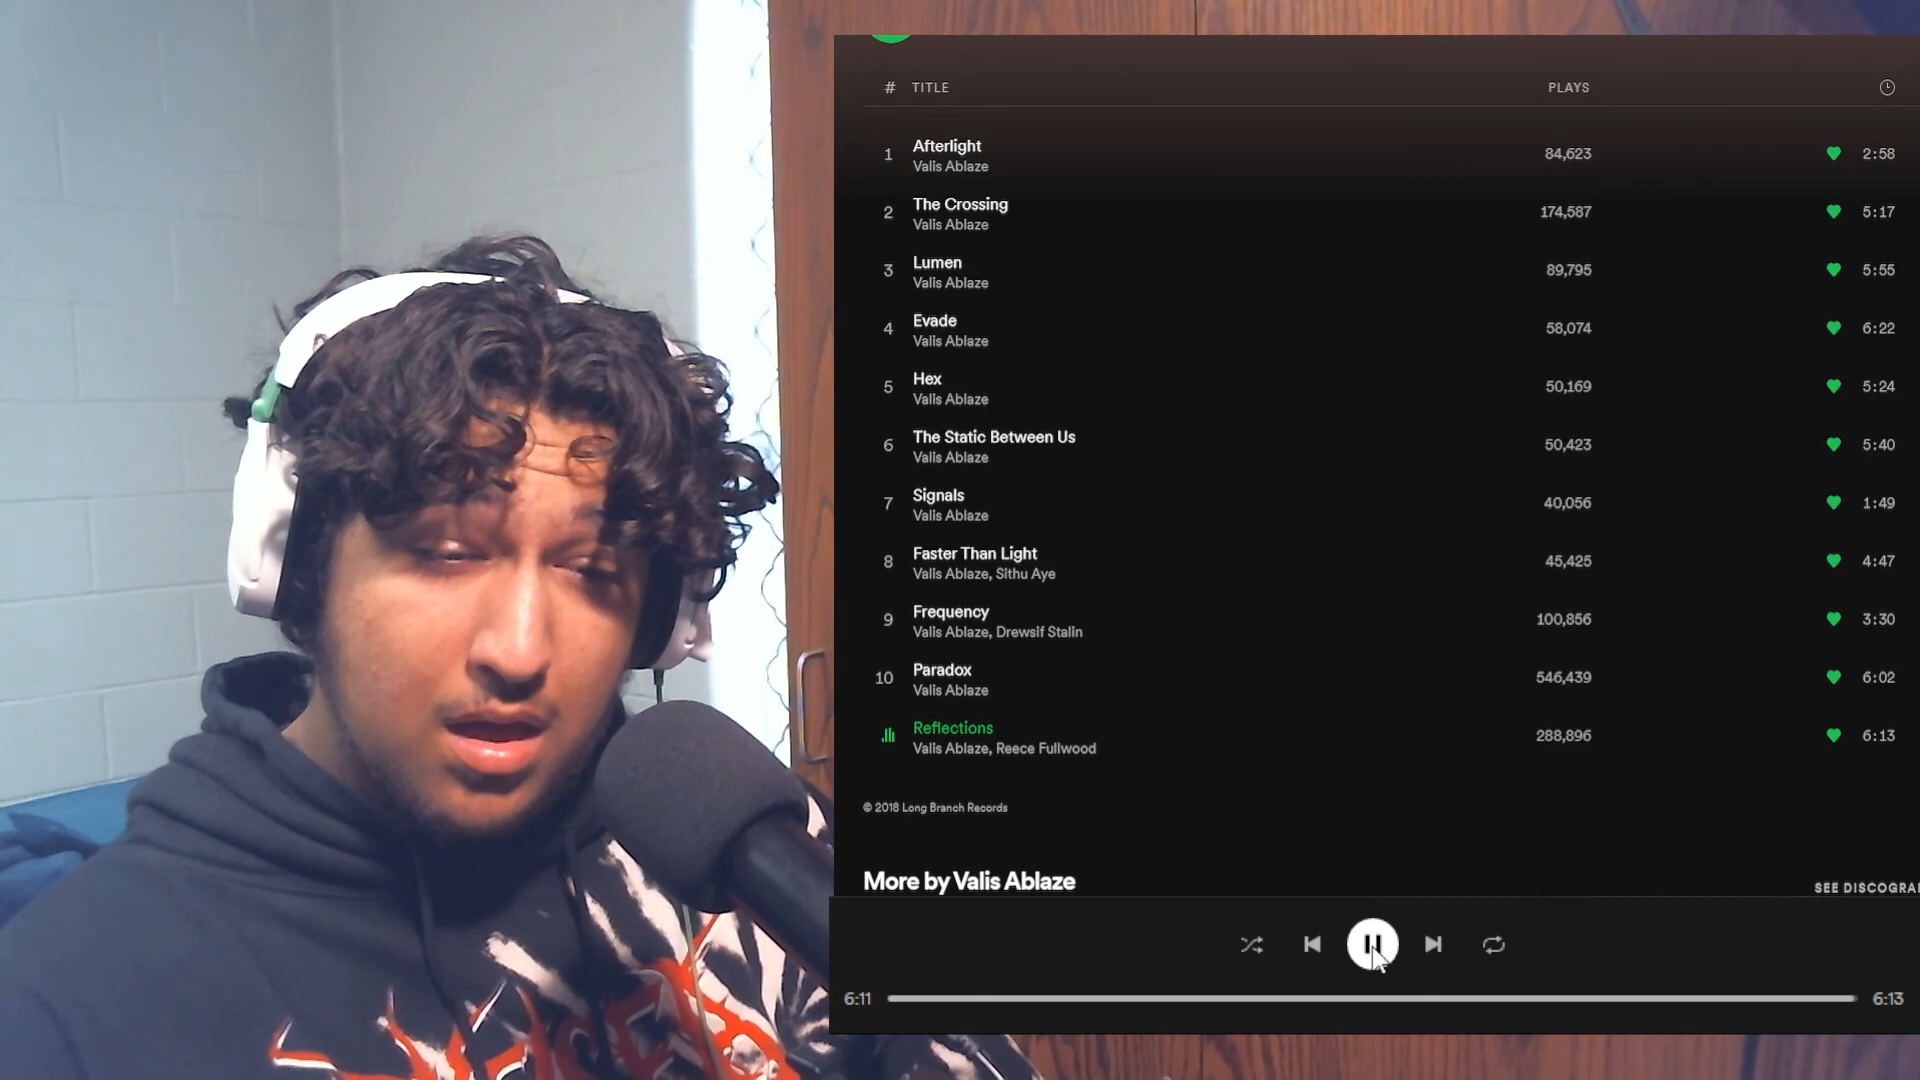 # TITLE PLAYS
1 Afterlight 84,623 2:58
Valis Ablaze
2 The Crossing 174,587 5:17
Valis Ablaze
3 Lumen 89,795 5:55
Valis Ablaze
4 Evade 58,074 6:22
Valis Ablaze
5 Hex 50,169 5:24
Valis Ablaze
6 The Static Between Us 50,423 5:40
Valis Ablaze
7 Signals 40,056 1:49
Valis Ablaze
8 Faster Than Light 45,425 4:47
Valis Ablaze, Sithu Aye
9 Frequency 100,856 3:30
Valis Ablaze, Drewsif Stalin
10 Paradox 546,439 6:02
Valis Ablaze
Reflections 288,896 6:13
Valis Ablaze, Reece Fullwood
© 2018 Long Branch Records
More by Valis Ablaze
SEE DISCOGRA
6:11 6:13